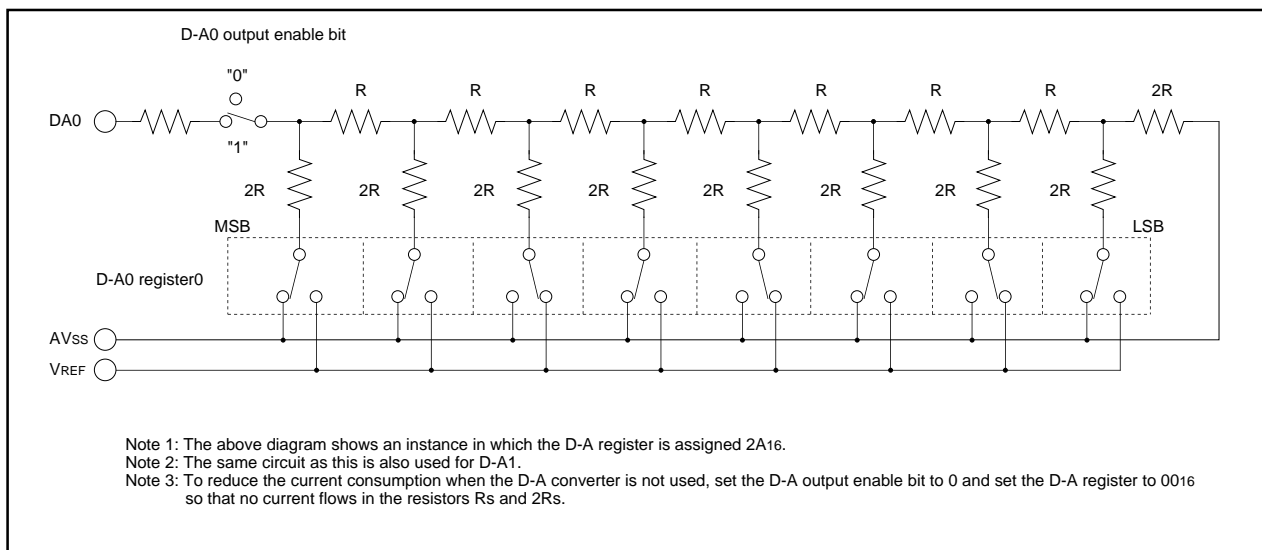 D-A0 output enable bit
"0"
R R R R R R R 2R
DA0
"1"
2R 2R 2R 2R 2R 2R 2R 2R
MSB LSB
D-A0 register0
AVSS
VREF
Note 1: The above diagram shows an instance in which the D-A register is assigned 2A16.
Note 2: The same circuit as this is also used for D-A1.
Note 3: To reduce the current consumption when the D-A converter is not used, set the D-A output enable bit to 0 and set the D-A register to 0016
so that no current flows in the resistors Rs and 2Rs.